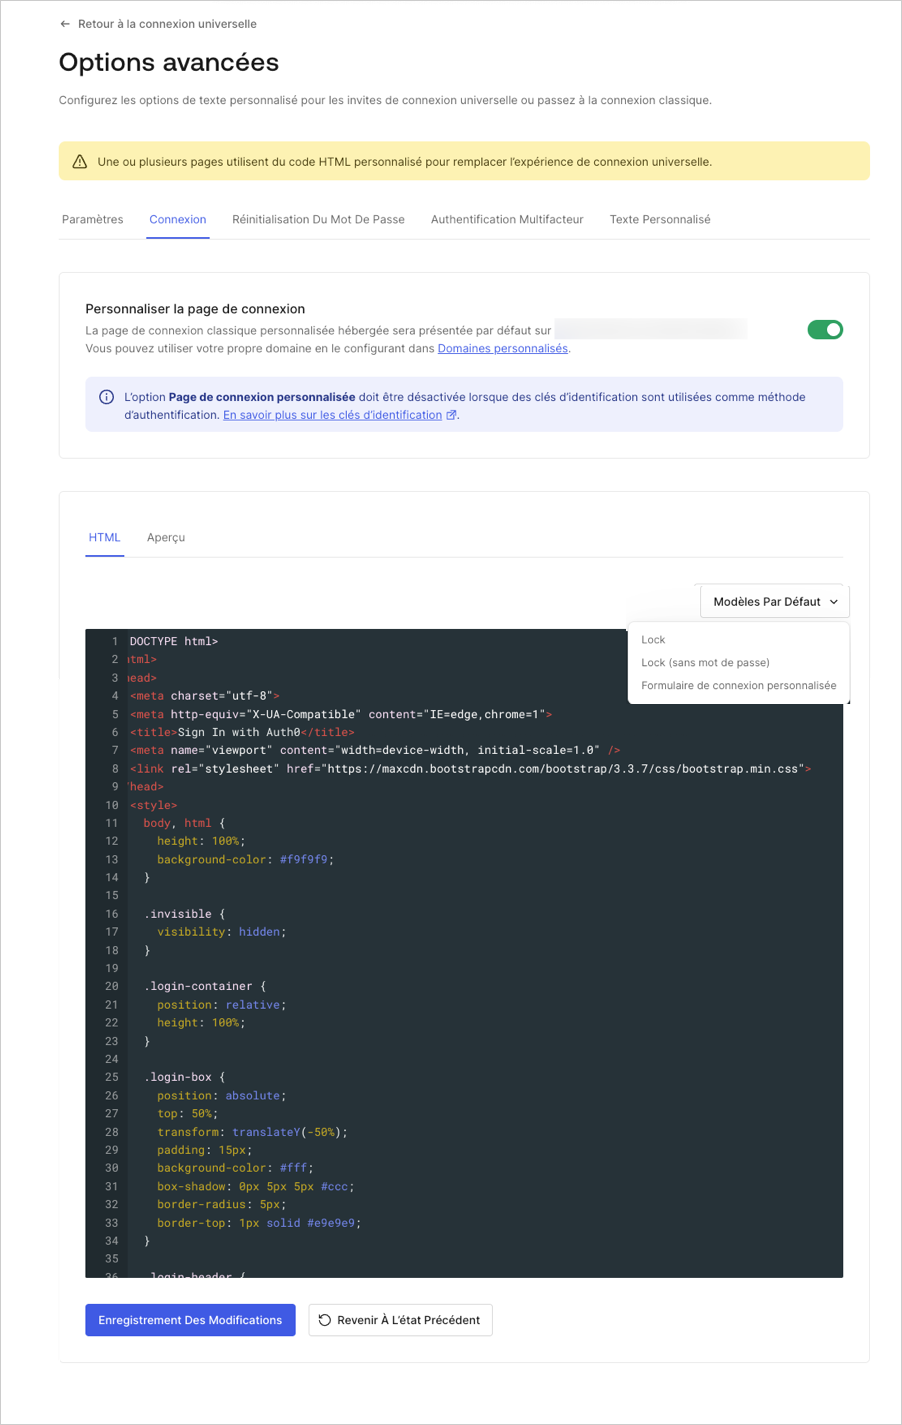 Retour à la connexion universelle
Options avancées
Configurez les options de texte personnalisé pour les invites de connexion universelle ou passez à la connexion classique.
Une ou plusieurs pages utilisent du code HTML personnalisé pour remplacer l’expérience de connexion universelle.
Paramètres Connexion Réinitialisation Du Mot De Passe Authentification Multifacteur Texte Personnalisé
Personnaliser la page de connexion
La page de connexion classique personnalisée hébergée sera présentée par défaut sur
Vous pouvez utiliser votre propre domaine en le configurant dans Domaines personnalisés.
L’option Page de connexion personnalisée doit être désactivée lorsque des clés d’identification sont utilisées comme méthode
d’authentification. En savoir plus sur les clés d’identification.
HTML Aperçu
Modèles Par Défaut
Lock
Lock (sans mot de passe)
Formulaire de connexion personnalisée
1 DOCTYPE html>
2 html>
3 head>
4 <meta charset="utf-8">
5 <meta http-equiv="X-UA-Compatible" content="IE=edge,chrome=1">
6 <title>Sign In with Auth0</title>
7 <meta name="viewport" content="width=device-width, initial-scale=1.0" />
8 <link rel="stylesheet" href="https://maxcdn.bootstrapcdn.com/bootstrap/3.3.7/css/bootstrap.min.css">
9 /head>
10 <style>
11 body, html {
12 height: 100%;
13 background-color: #f9f9f9;
14 }
15
16 .invisible {
17 visibility: hidden;
18 }
19
20 .login-container {
21 position: relative;
22 height: 100%;
23 }
24
25 .login-box {
26 position: absolute;
27 top: 50%;
28 transform: translateY(-50%);
29 padding: 15px;
30 background-color: #fff;
31 box-shadow: 0px 5px 5px #ccc;
32 border-radius: 5px;
33 border-top: 1px solid #e9e9e9;
34 }
35
36 .login-header {
Enregistrement Des Modifications Revenir À L’état Précédent